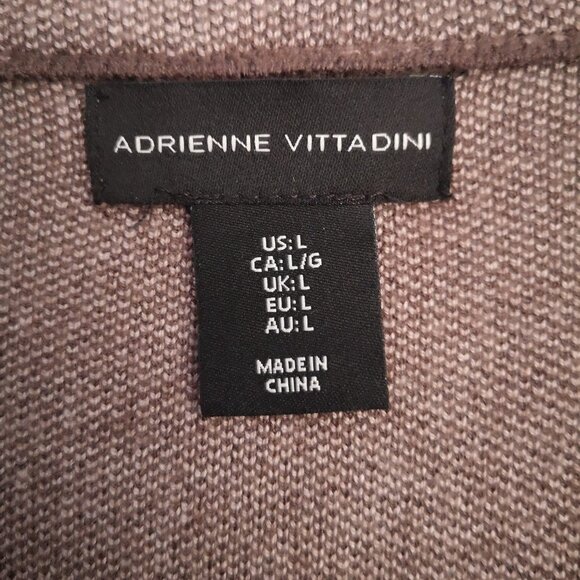 ADRIENNE VITTADINI
US: L
CA: L/G
UK: L
EU: L
AU: L
MADE IN
CHINA